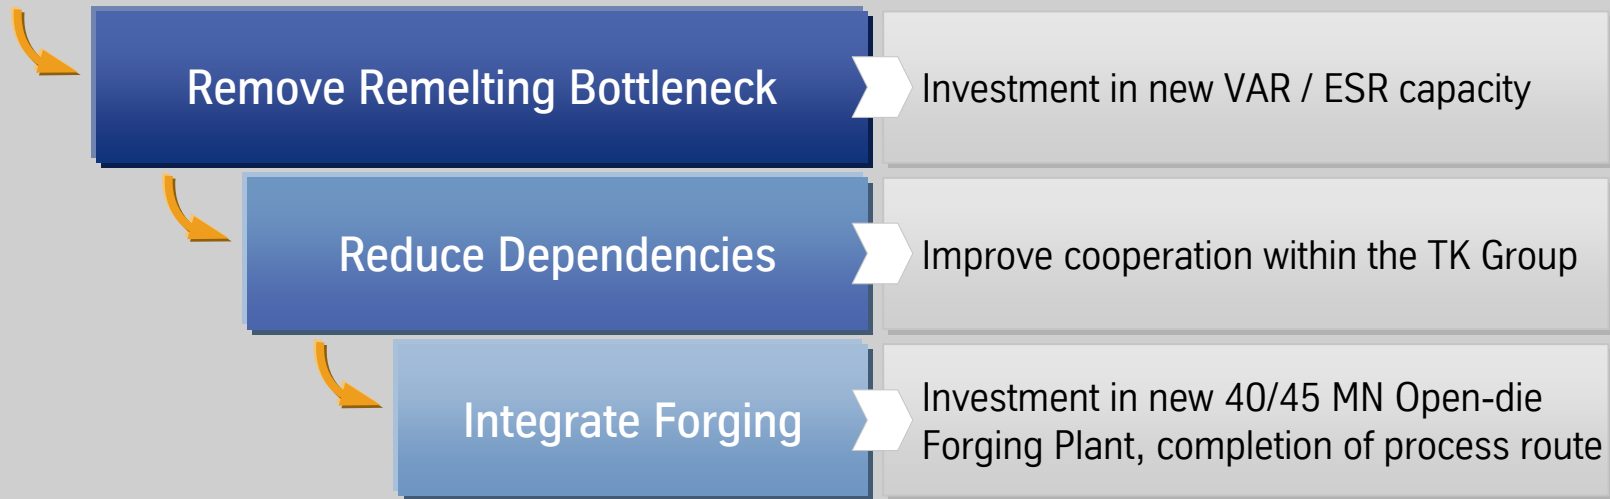 Remove Remelting Bottleneck
Investment in new VAR / ESR capacity
Reduce Dependencies
Improve cooperation within the TK Group
Integrate Forging
Investment in new 40/45 MN Open-die
Forging Plant, completion of process route